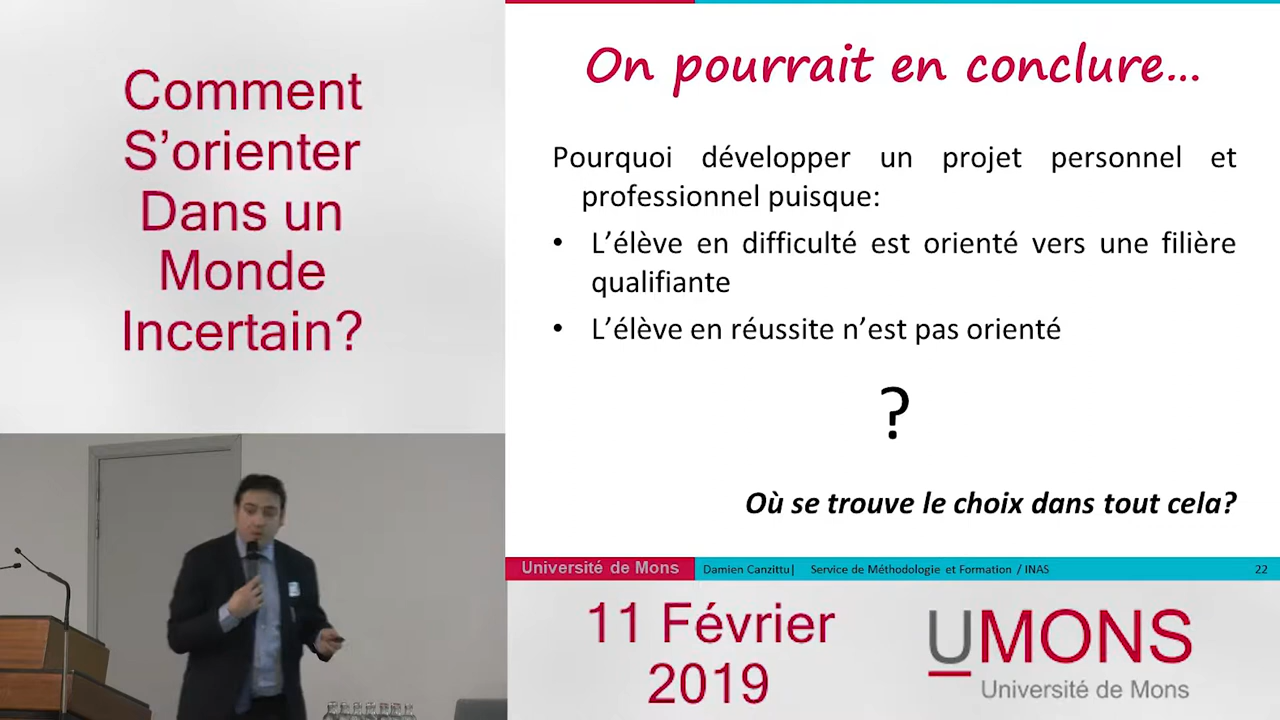 Comment
S'orienter
Dans un
Monde
Incertain?
On pourrait en conclure...
Pourquoi développer un projet personnel et
professionnel puisque:
• L'élève en difficulté est orienté vers une filière
qualifiante
• L'élève en réussite n'est pas orienté
?
Où se trouve le choix dans tout cela?
Université de Mons
Damien Canzittu| Service de Méthodologie et Formation / INAS
22
11 Février
2019
UMONS
Université de Mons